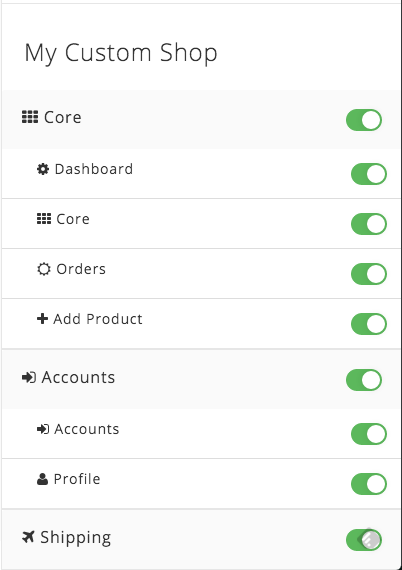 My Custom Shop
Core
Dashboard
Core
Orders
Add Product
Accounts
Accounts
Profile
Shipping